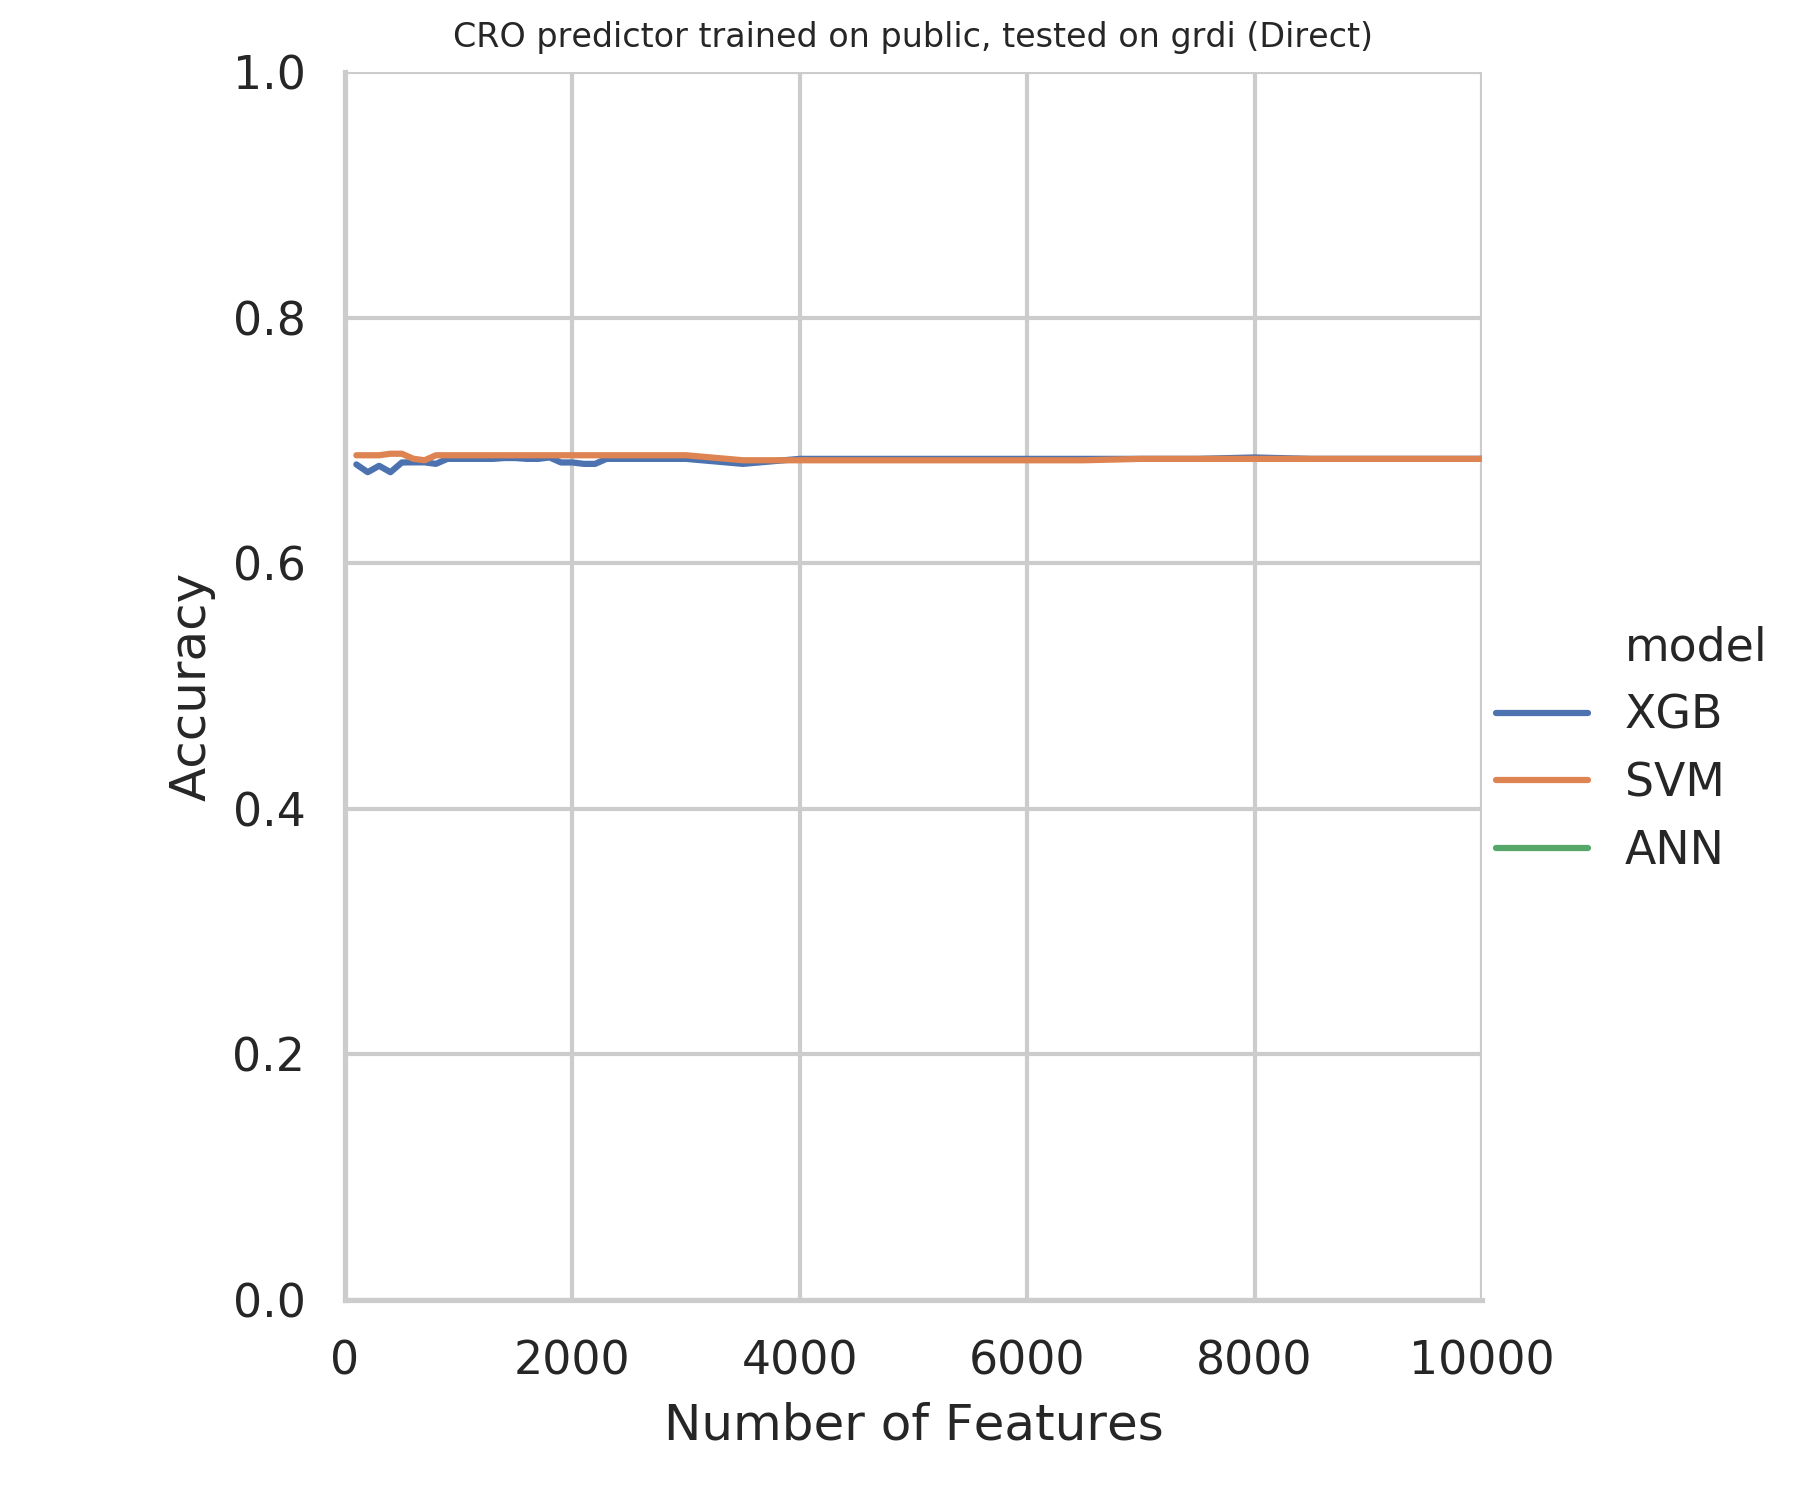 CRO predictor trained on public, tested on grdi (Direct)
1.0
0.8
0.6
0.4
0.2
0.0
Accuracy
0 2000 4000 6000 8000 10000
Number of Features
model
XGB
SVM
ANN